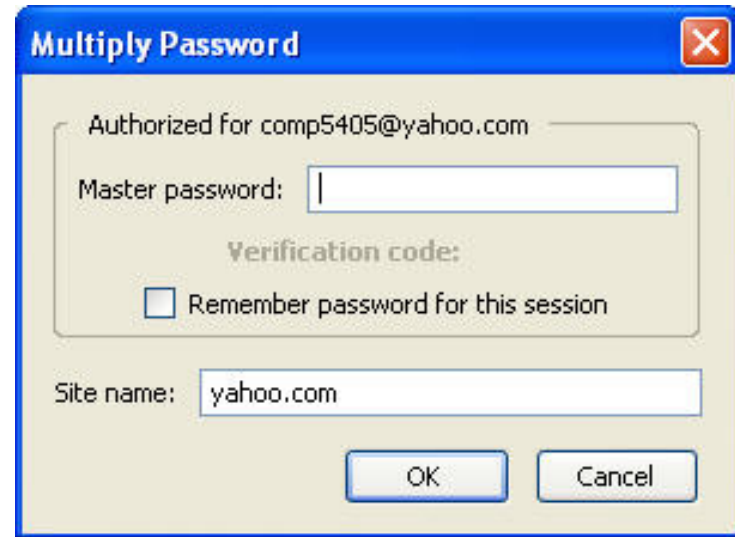 Multiply Password
Authorized for comp5405@yahoo.com
Master password:
Verification code:
Remember password for this session
Site name: yahoo.com
OK Cancel